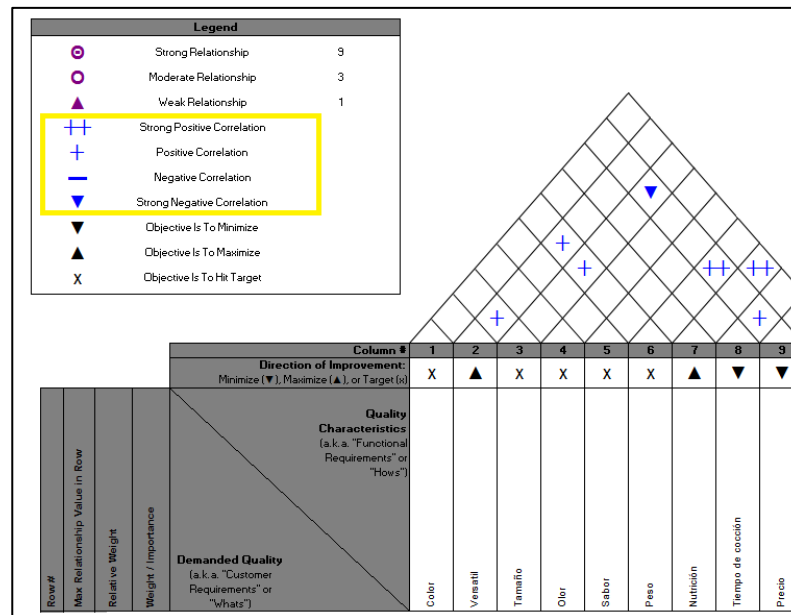 Legend
Strong Relationship 9
Moderate Relationship 3
Weak Relationship 1
++ Strong Positive Correlation
+ Positive Correlation
Negative Correlation
▼ Strong Negative Correlation
▼ Objective Is To Minimize
▲ Objective Is To Maximize
X Objective Is To Hit Target
▼
+
+ ++ ++
+ +
Column # 1 2 3 4 5 6 7 8 9
Direction of Improvement:
Minimize (▼), Maximize (▲), or Target (x)
X ▲ X X X X ▲ ▼ ▼
Quality
Characteristics
(a.k.a. "Functional
Requirements" or
"Hows")
Demanded Quality
(a.k.a. "Customer
Requirements" or
"Whats")
Row #
Max Relationship Value in Row
Relative Weight
Weight / Importance
Color
Versatil
Tamaño
Olor
Sabor
Peso
Nutrición
Tiempo de cocción
Precio